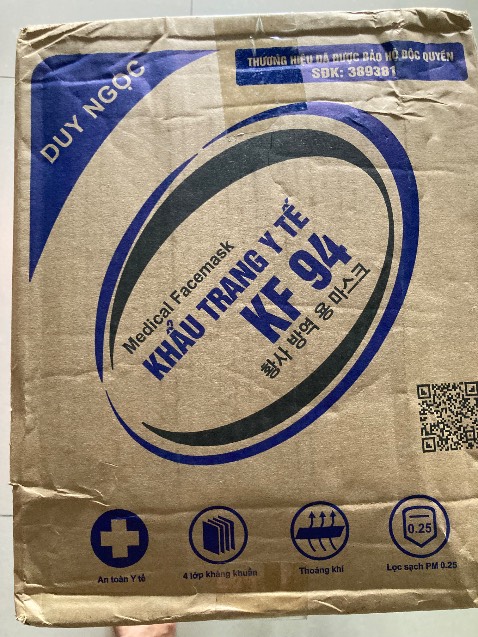 DUY NGỌC
THƯƠNG HIỆU ĐÃ ĐƯỢC BẢO HỘ ĐỘC QUYỀN
SĐK: 389381
Medical Facemask
KHẨU TRANG Y TẾ
KF 94
황사 방역 용 마스크
An toàn Y tế
4 lớp kháng khuẩn
Thoáng khí
0.25
Lọc sạch PM 0.25